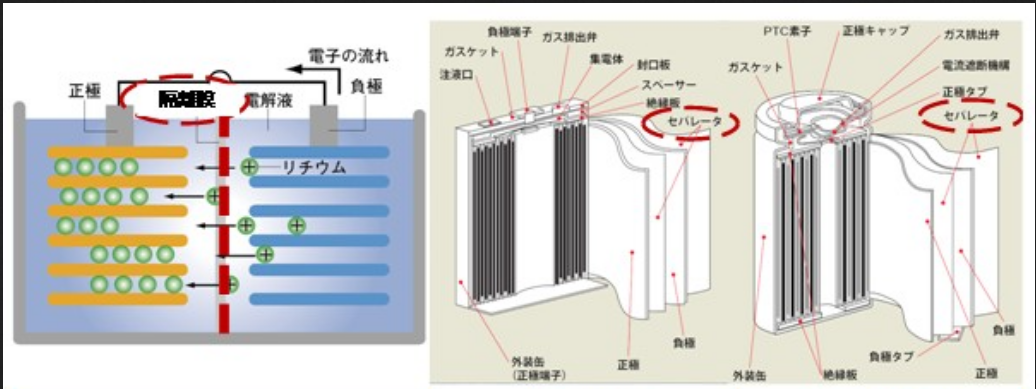 電子の流れ
正極
隔離膜
電解液
負極
リチウム
負極端子
ガス排出弁
ガスケット
集電体
注液口
封口板
スペーサー
絶縁板
セパレータ
負極
正極
外装缶
(正極端子)
PTC素子
正極キャップ
ガス排出弁
ガスケット
電流遮断機構
正極タブ
セパレータ
負極
負極タブ
正極
外装缶
絶縁板